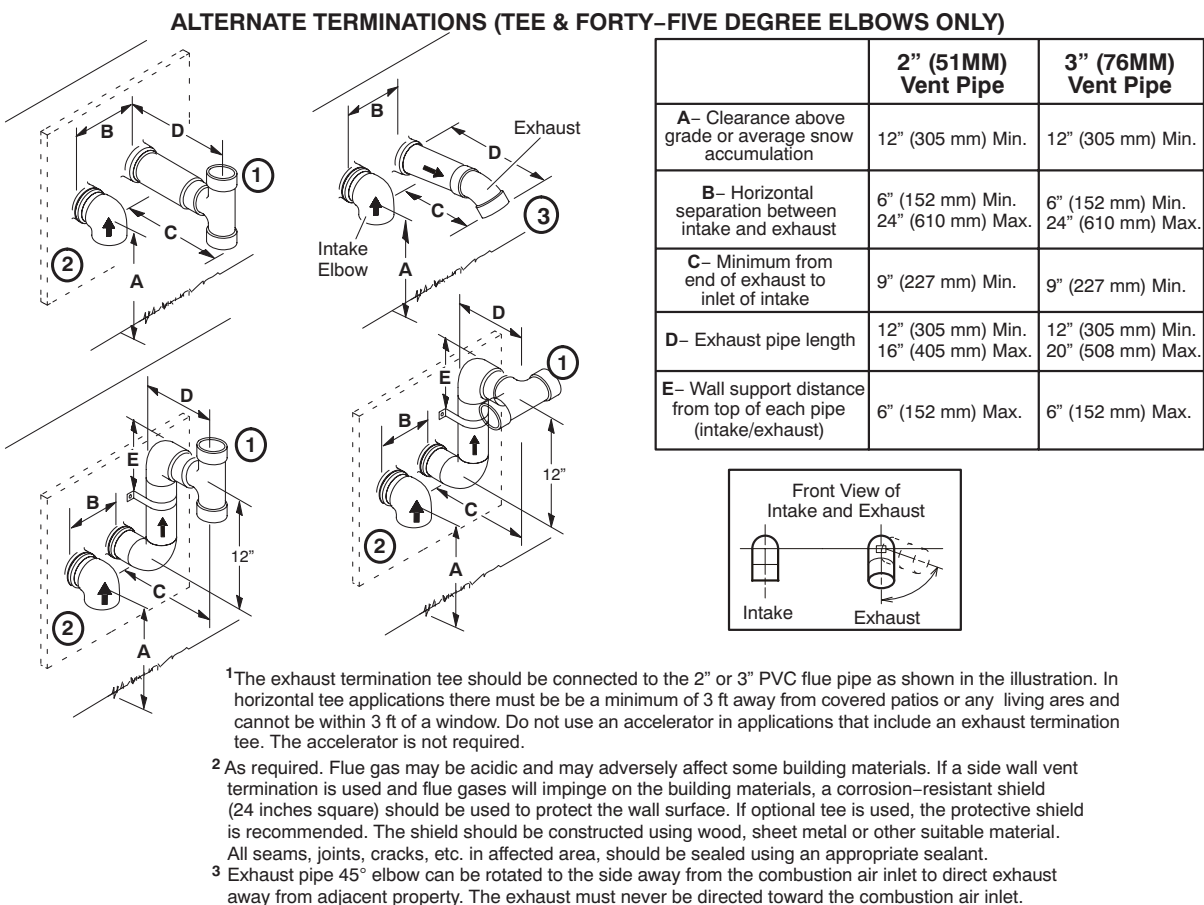 ALTERNATE TERMINATIONS (TEE & FORTY–FIVE DEGREE ELBOWS ONLY)
B
D
1
C
2
A
B
Exhaust
D
C
3
Intake
Elbow
A
D
1
E
B
12”
C
2
A
D
1
E
B
12”
C
2
A
2” (51MM)
Vent Pipe
3” (76MM)
Vent Pipe
A– Clearance above
grade or average snow
accumulation
12” (305 mm) Min.
12” (305 mm) Min.
B– Horizontal
separation between
intake and exhaust
6” (152 mm) Min.
24” (610 mm) Max.
6” (152 mm) Min.
24” (610 mm) Max.
C– Minimum from
end of exhaust to
inlet of intake
9” (227 mm) Min.
9” (227 mm) Min.
D– Exhaust pipe length
12” (305 mm) Min.
16” (405 mm) Max.
12” (305 mm) Min.
20” (508 mm) Max.
E– Wall support distance
from top of each pipe
(intake/exhaust)
6” (152 mm) Max.
6” (152 mm) Max.
Front View of
Intake and Exhaust
Intake
Exhaust
1The exhaust termination tee should be connected to the 2” or 3” PVC flue pipe as shown in the illustration. In
horizontal tee applications there must be be a minimum of 3 ft away from covered patios or any living ares and
cannot be within 3 ft of a window. Do not use an accelerator in applications that include an exhaust termination
tee. The accelerator is not required.
2 As required. Flue gas may be acidic and may adversely affect some building materials. If a side wall vent
termination is used and flue gases will impinge on the building materials, a corrosion–resistant shield
(24 inches square) should be used to protect the wall surface. If optional tee is used, the protective shield
is recommended. The shield should be constructed using wood, sheet metal or other suitable material.
All seams, joints, cracks, etc. in affected area, should be sealed using an appropriate sealant.
3 Exhaust pipe 45° elbow can be rotated to the side away from the combustion air inlet to direct exhaust
away from adjacent property. The exhaust must never be directed toward the combustion air inlet.